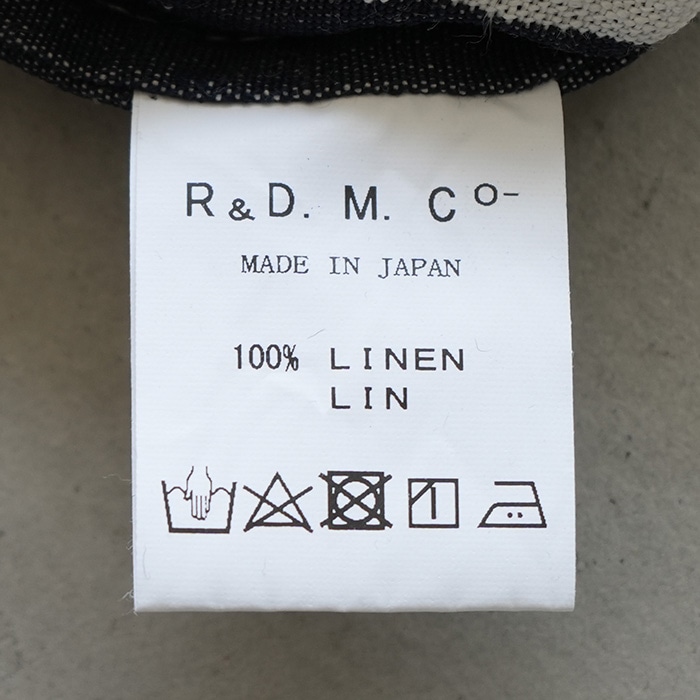 R&D. M. Co-
MADE IN JAPAN
100% LINEN
LIN